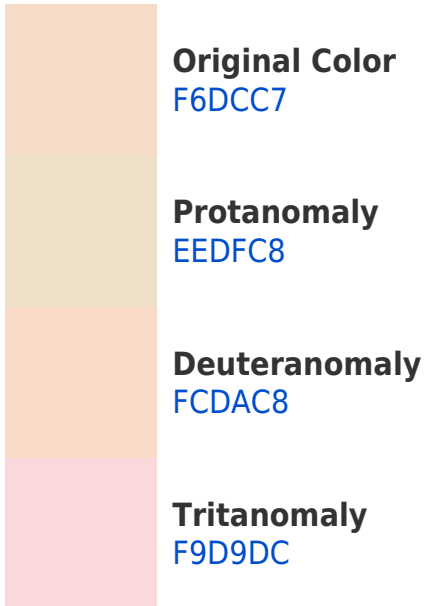 Original Color
F6DCC7
Protanomaly
EEDFC8
Deuteranomaly
FCDAC8
Tritanomaly
F9D9DC